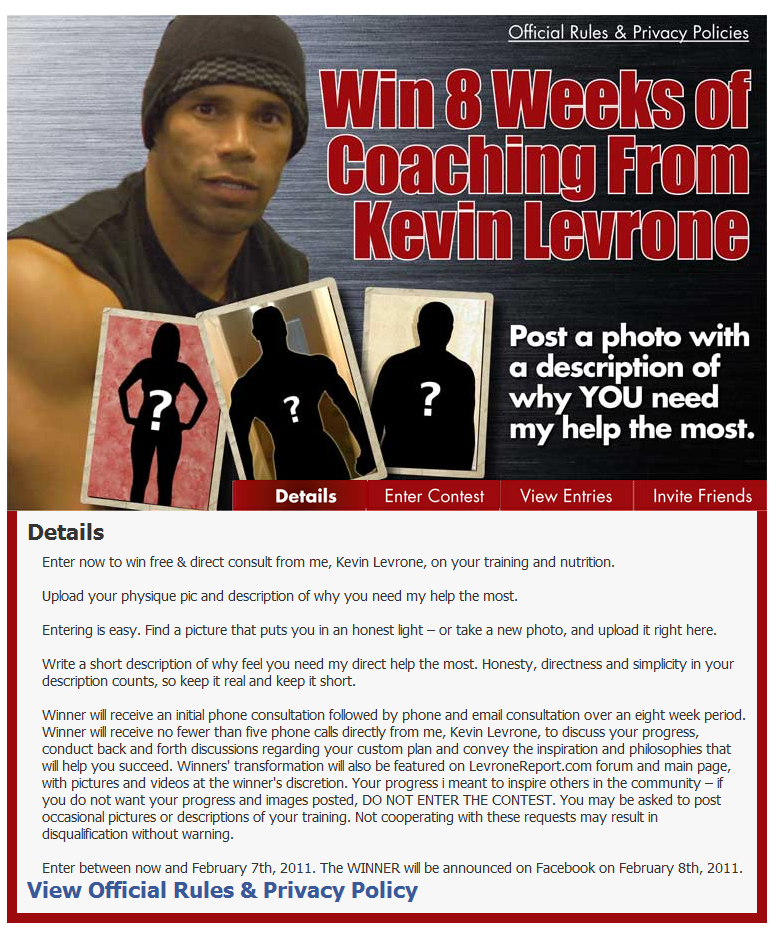 Official Rules & Privacy Policies
Win 8 Weeks of
Coaching From
Kevin Levrone
Post a photo with
a description of
why YOU need
my help the most.
?
?
?
Details
Enter Contest
View Entries
Invite Friends
Details
Enter now to win free & direct consult from me, Kevin Levrone, on your training and nutrition.
Upload your physique pic and description of why you need my help the most.
Entering is easy. Find a picture that puts you in an honest light – or take a new photo, and upload it right here.
Write a short description of why feel you need my direct help the most. Honesty, directness and simplicity in your
description counts, so keep it real and keep it short.
Winner will receive an initial phone consultation followed by phone and email consultation over an eight week period.
Winner will receive no fewer than five phone calls directly from me, Kevin Levrone, to discuss your progress,
conduct back and forth discussions regarding your custom plan and convey the inspiration and philosophies that
will help you succeed. Winners' transformation will also be featured on LevroneReport.com forum and main page,
with pictures and videos at the winner's discretion. Your progress i meant to inspire others in the community – if
you do not want your progress and images posted, DO NOT ENTER THE CONTEST. You may be asked to post
occasional pictures or descriptions of your training. Not cooperating with these requests may result in
disqualification without warning.
Enter between now and February 7th, 2011. The WINNER will be announced on Facebook on February 8th, 2011.
View Official Rules & Privacy Policy